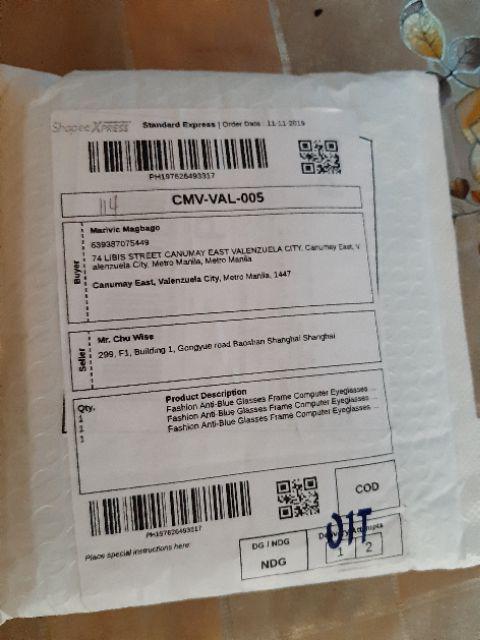 Shopee XPRESS Standard Express | Order Date : 11-11-2019
PH197626493317
114
CMV-VAL-005
Buyer
Marivic Magbago
639387075449
74 LIBIS STREET CANUMAY EAST VALENZUELA CITY, Canumay East, V
alenzuela City, Metro Manila, Metro Manila
Canumay East, Valenzuela City, Metro Manila, 1447
Seller
Mr. Chu Wise
299, F1, Building 1, Gongyue road Baoshan Shanghai Shanghai
Qty. Product Description
1 Fashion Anti-Blue Glasses Frame Computer Eyeglasses ...
1 Fashion Anti-Blue Glasses Frame Computer Eyeglasses ...
1 Fashion Anti-Blue Glasses Frame Computer Eyeglasses ...
PH197626493317
COD
Place special instructions here:
DG / NDG
NDG
1 2